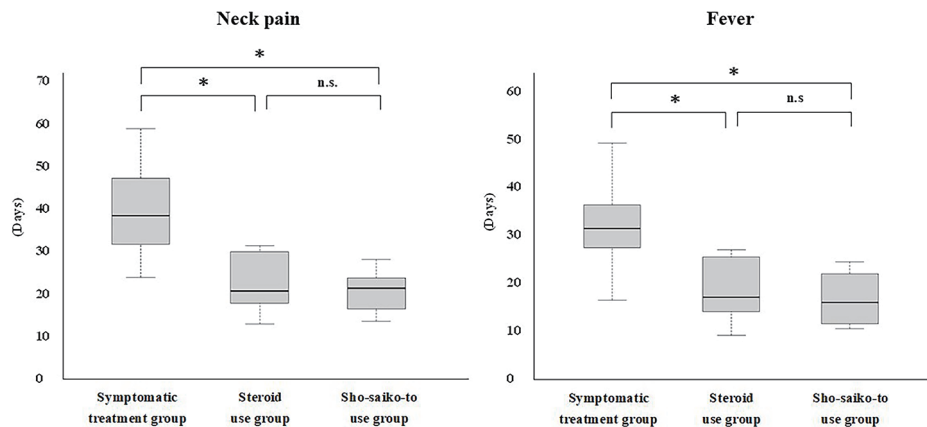 Neck pain
*
*
n.s.
70
60
50
40
30
20
10
0
(Days)
Symptomatic
treatment group
Steroid
use group
Sho-saiko-to
use group
Fever
*
*
n.s
60
50
40
30
20
10
0
(Days)
Symptomatic
treatment group
Steroid
use group
Sho-saiko-to
use group